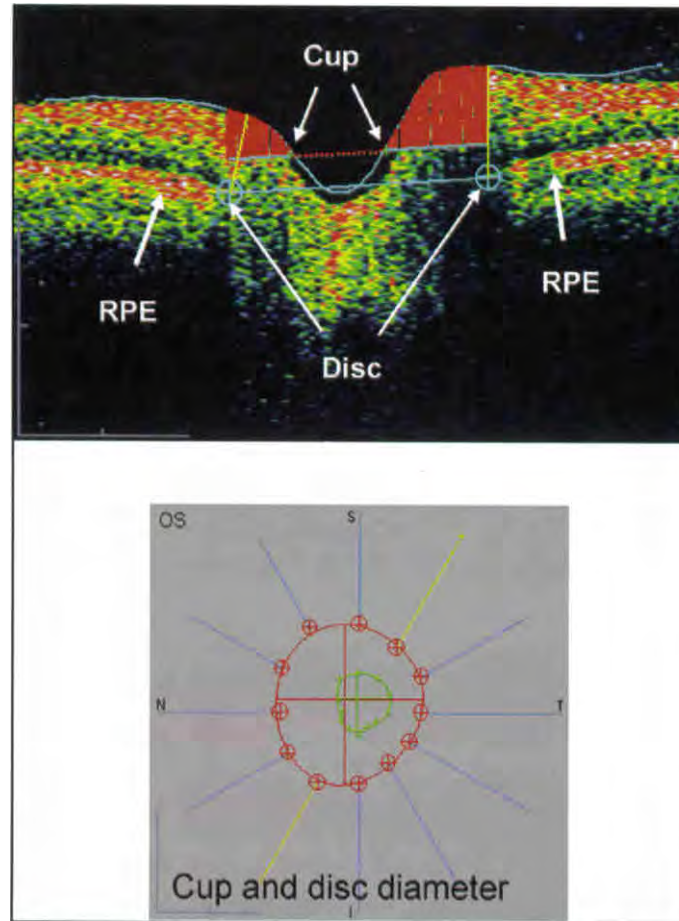 Cup
RPE
RPE
Disc
OS
S
N
T
I
Cup and disc diameter